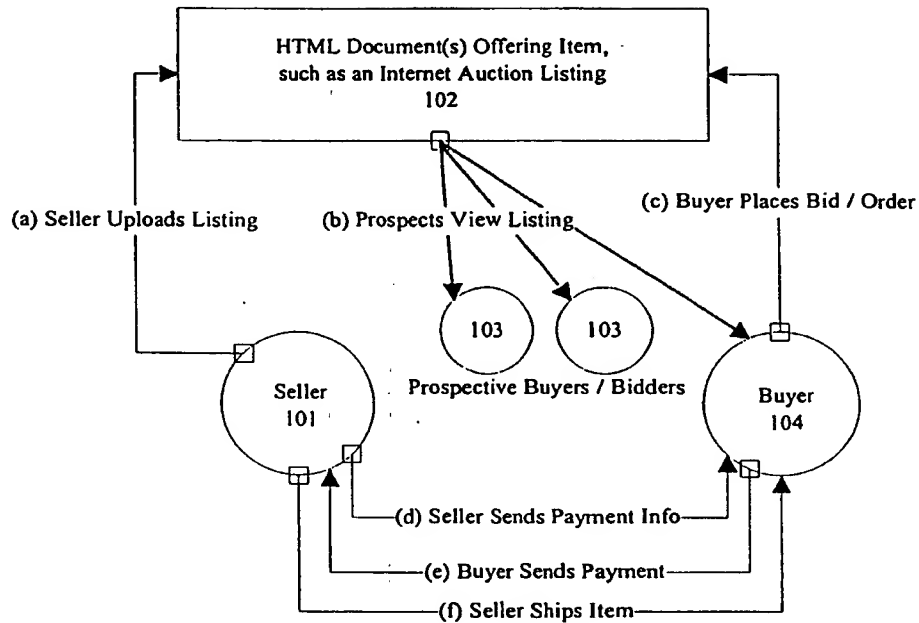 HTML Document(s) Offering Item,
such as an Internet Auction Listing
102
(a) Seller Uploads Listing
(b) Prospects View Listing
(c) Buyer Places Bid / Order
103
103
Prospective Buyers / Bidders
Seller
101
Buyer
104
(d) Seller Sends Payment Info
(e) Buyer Sends Payment
(f) Seller Ships Item